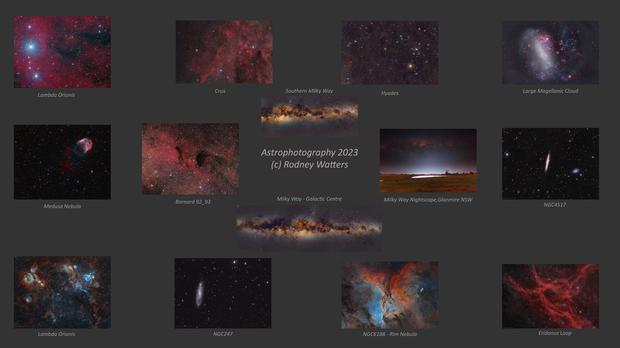 Lambda Orionis
Crux
Southern Milky Way
Hyades
Large Magellanic Cloud
Astrophotography 2023
(c) Rodney Watters
Medusa Nebula
Barnard 92_93
Milky Way - Galactic Centre
Milky Way Nightscape,Glenmire NSW
NGC4517
Lambda Orionis
NGC247
NGC6188 - Rim Nebula
Eridanus Loop